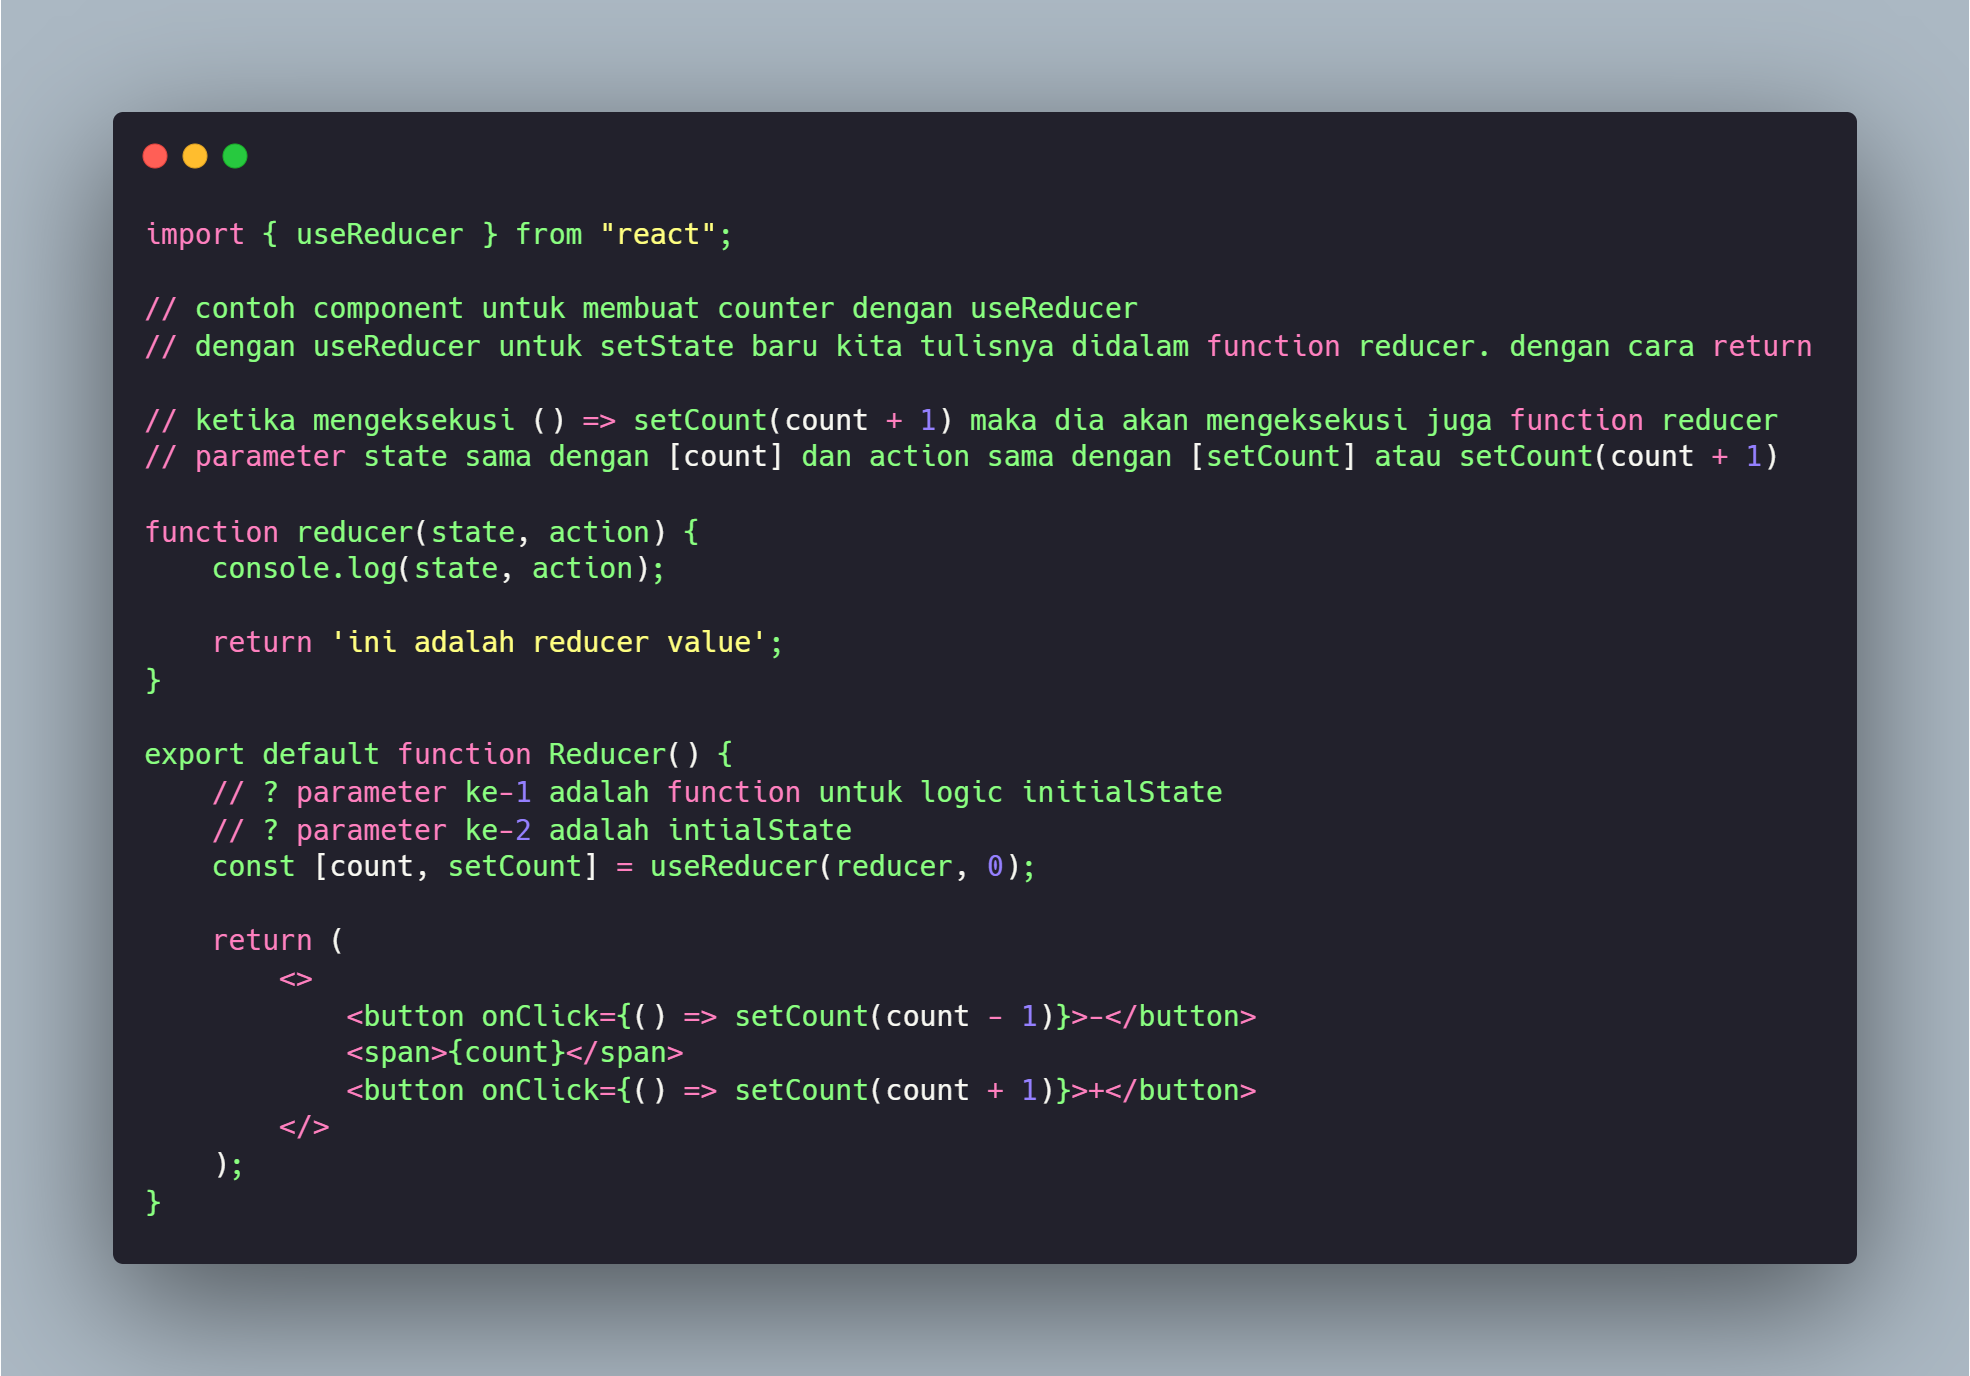 import { useReducer } from "react";
// contoh component untuk membuat counter dengan useReducer
// dengan useReducer untuk setState baru kita tulisnya didalam function reducer. dengan cara return
// ketika mengeksekusi () => setCount(count + 1) maka dia akan mengeksekusi juga function reducer
// parameter state sama dengan [count] dan action sama dengan [setCount] atau setCount(count + 1)
function reducer(state, action) {
    console.log(state, action);
    return 'ini adalah reducer value';
}
export default function Reducer() {
    // ? parameter ke-1 adalah function untuk logic initialState
    // ? parameter ke-2 adalah intialState
    const [count, setCount] = useReducer(reducer, 0);
    return (
        <>
            <button onClick={() => setCount(count - 1)}>-</button>
            <span>{count}</span>
            <button onClick={() => setCount(count + 1)}>+</button>
        </>
    );
}